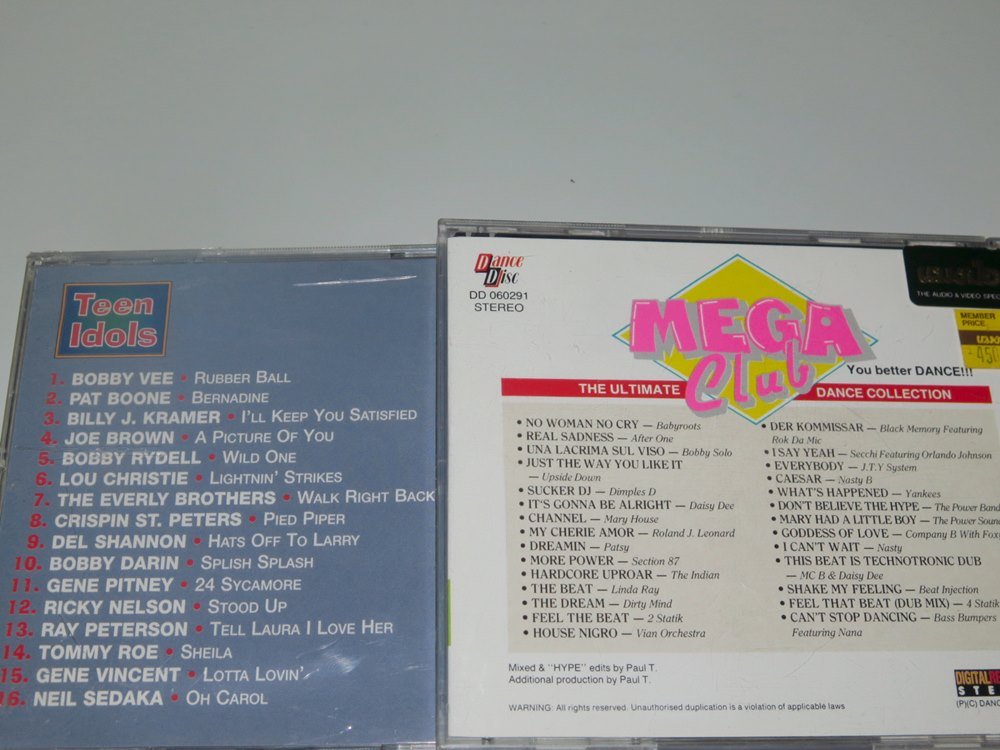 Teen
Idols
1. BOBBY VEE • RUBBER BALL
2. PAT BOONE • BERNADINE
3. BILLY J. KRAMER • I'LL KEEP YOU SATISFIED
4. JOE BROWN • A PICTURE OF YOU
5. BOBBY RYDELL • WILD ONE
6. LOU CHRISTIE • LIGHTNIN' STRIKES
7. THE EVERLY BROTHERS • WALK RIGHT BACK
8. CRISPIN ST. PETERS • PIED PIPER
9. DEL SHANNON • HATS OFF TO LARRY
10. BOBBY DARIN • SPLISH SPLASH
11. GENE PITNEY • 24 SYCAMORE
12. RICKY NELSON • STOOD UP
13. RAY PETERSON • TELL LAURA I LOVE HER
14. TOMMY ROE • SHEILA
15. GENE VINCENT • LOTTA LOVIN'
16. NEIL SEDAKA • OH CAROL
Dance
Disc
DD 060291
STEREO
MEGA
Club
You better DANCE!!!
THE AUDIO & VIDEO
MEMBER
PRICE
THE ULTIMATE DANCE COLLECTION
• NO WOMAN NO CRY — Babyroots
• REAL SADNESS — After One
• UNA LACRIMA SUL VISO — Bobby Solo
• JUST THE WAY YOU LIKE IT
— Upside Down
• SUCKER DJ — Dimples D
• IT'S GONNA BE ALRIGHT — Daisy Dee
• CHANNEL — Mary House
• MY CHERIE AMOR — Roland J. Leonard
• DREAMIN — Patsy
• MORE POWER — Section 87
• HARDCORE UPROAR — The Indian
• THE BEAT — Linda Ray
• THE DREAM — Dirty Mind
• FEEL THE BEAT — 2 Statik
• HOUSE NIGRO — Vian Orchestra
• DER KOMMISSAR — Black Memory Featuring
Rok Da Mic
• I SAY YEAH — Secchi Featuring Orlando Johnson
• EVERYBODY — J.T.Y System
• CAESAR — Nasty B
• WHAT'S HAPPENED — Yankees
• DON'T BELIEVE THE HYPE — The Power Band
• MARY HAD A LITTLE BOY — The Power
• GODDESS OF LOVE — Company B With
• I CAN'T WAIT — Nasty
• THIS BEAT IS TECHNOTRONIC DUB
— MC B & Daisy Dee
• SHAKE MY FEELING — Beat Injection
• FEEL THAT BEAT (DUB MIX) — 4 Statik
• CAN'T STOP DANCING — Bass Bumpers
Featuring Nana
Mixed & "HYPE" edits by Paul T.
Additional production by Paul T.
WARNING: All rights reserved. Unauthorised duplication is a violation of applicable laws
DIGITAL
(P)(C)